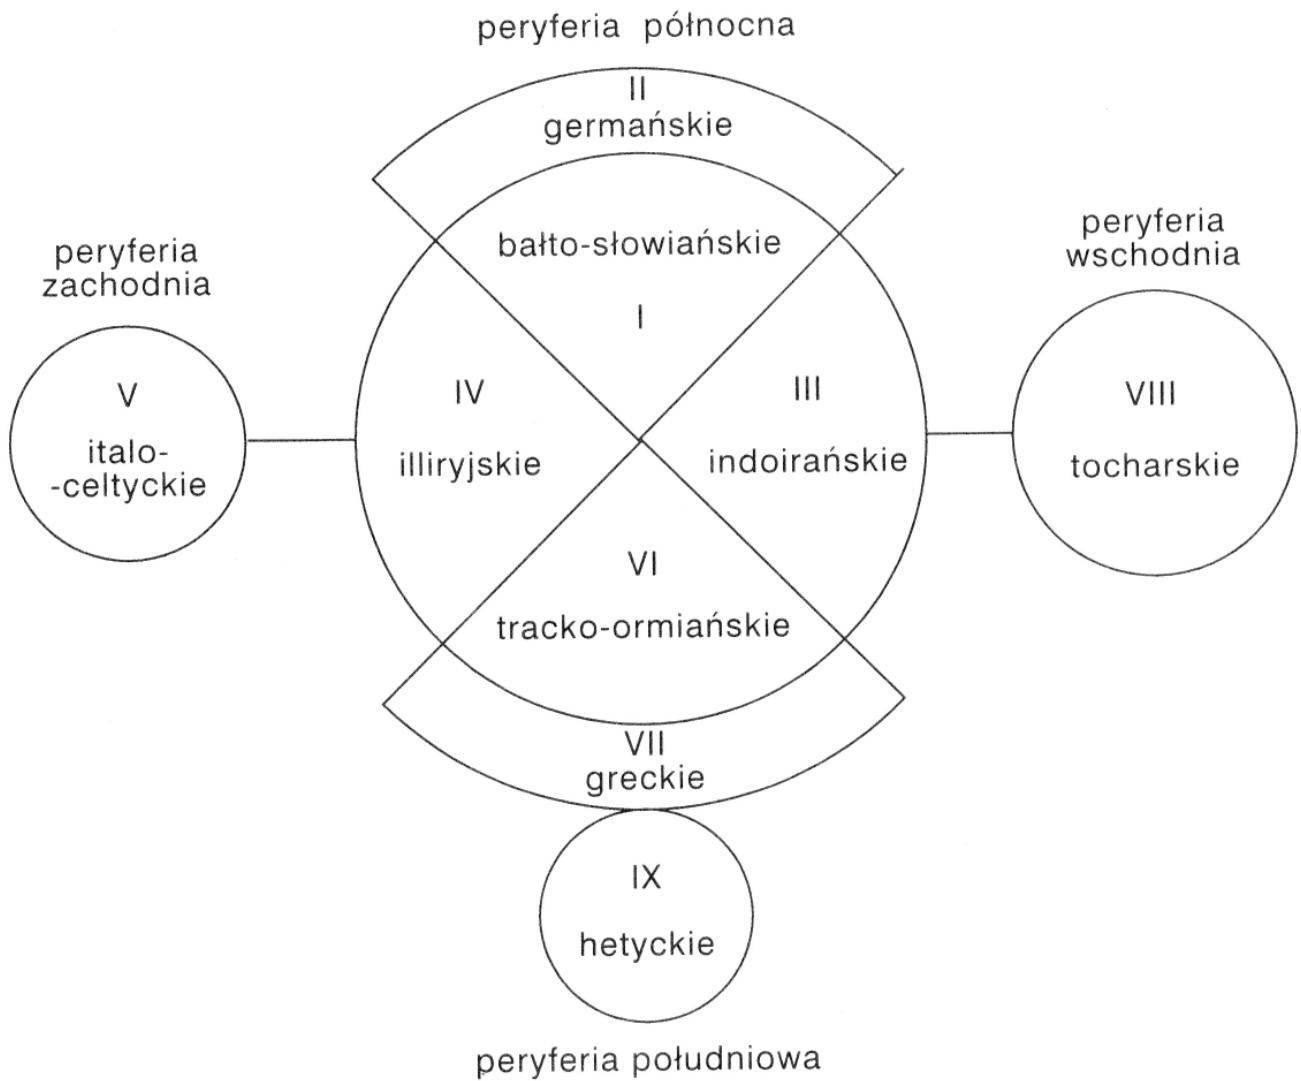 peryferia północna
II
germańskie
bałto-słowiańskie
I
peryferia
zachodnia
V
italo-
-celtyckie
IV
illiryjskie
III
indoirańskie
peryferia
wschodnia
VIII
tocharskie
VI
tracko-ormiańskie
VII
greckie
IX
hetyckie
peryferia południowa